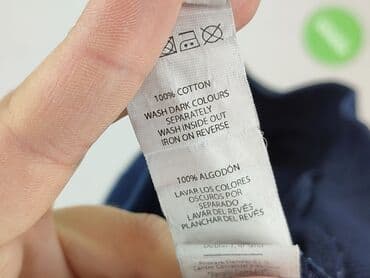 100% COTTON
WASH DARK COLOURS
SEPARATELY
WASH INSIDE OUT
IRON ON REVERSE
100% ALGODÓN
LAVAR LOS COLORES
OSCUROS POR
SEPARADO
LAVAR DEL REVÉS
PLANCHAR DEL REVÉS